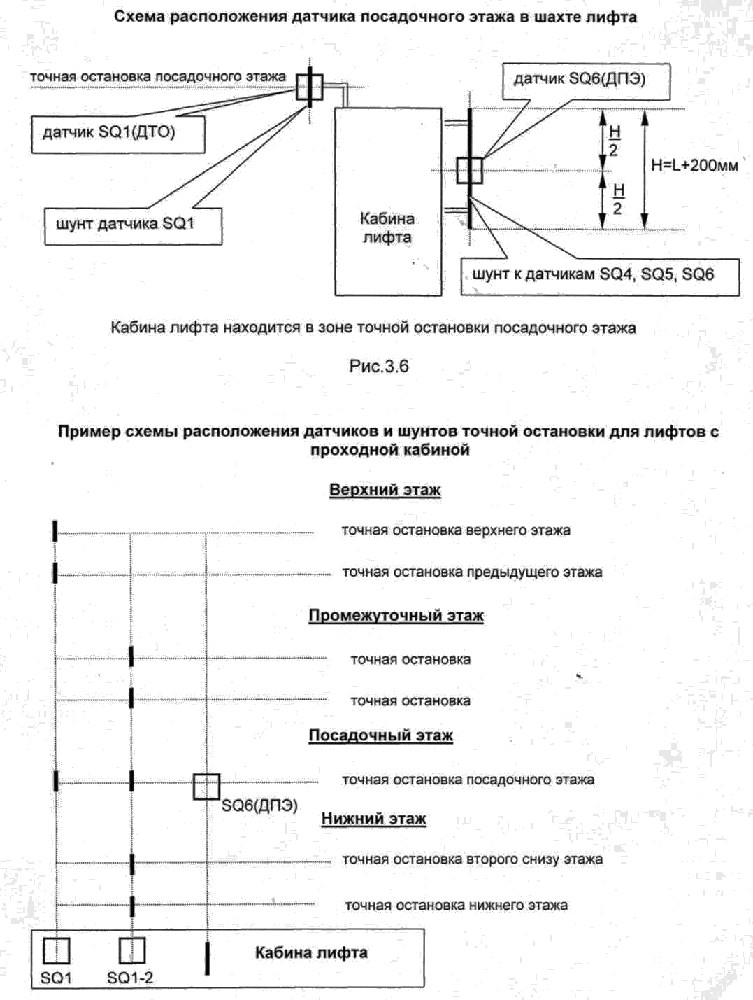 Схема расположения датчика посадочного этажа в шахте лифта
точная остановка посадочного этажа
датчик SQ6(ДПЭ)
датчик SQ1(ДТО)
H
2
H=L+200мм
H
2
шунт датчика SQ1
Кабина
лифта
шунт к датчикам SQ4, SQ5, SQ6
Кабина лифта находится в зоне точной остановки посадочного этажа
Рис.3.6
Пример схемы расположения датчиков и шунтов точной остановки для лифтов с
проходной кабиной
Верхний этаж
точная остановка верхнего этажа
точная остановка предыдущего этажа
Промежуточный этаж
точная остановка
точная остановка
Посадочный этаж
точная остановка посадочного этажа
SQ6(ДПЭ)
Нижний этаж
точная остановка второго снизу этажа
точная остановка нижнего этажа
Кабина лифта
SQ1
SQ1-2